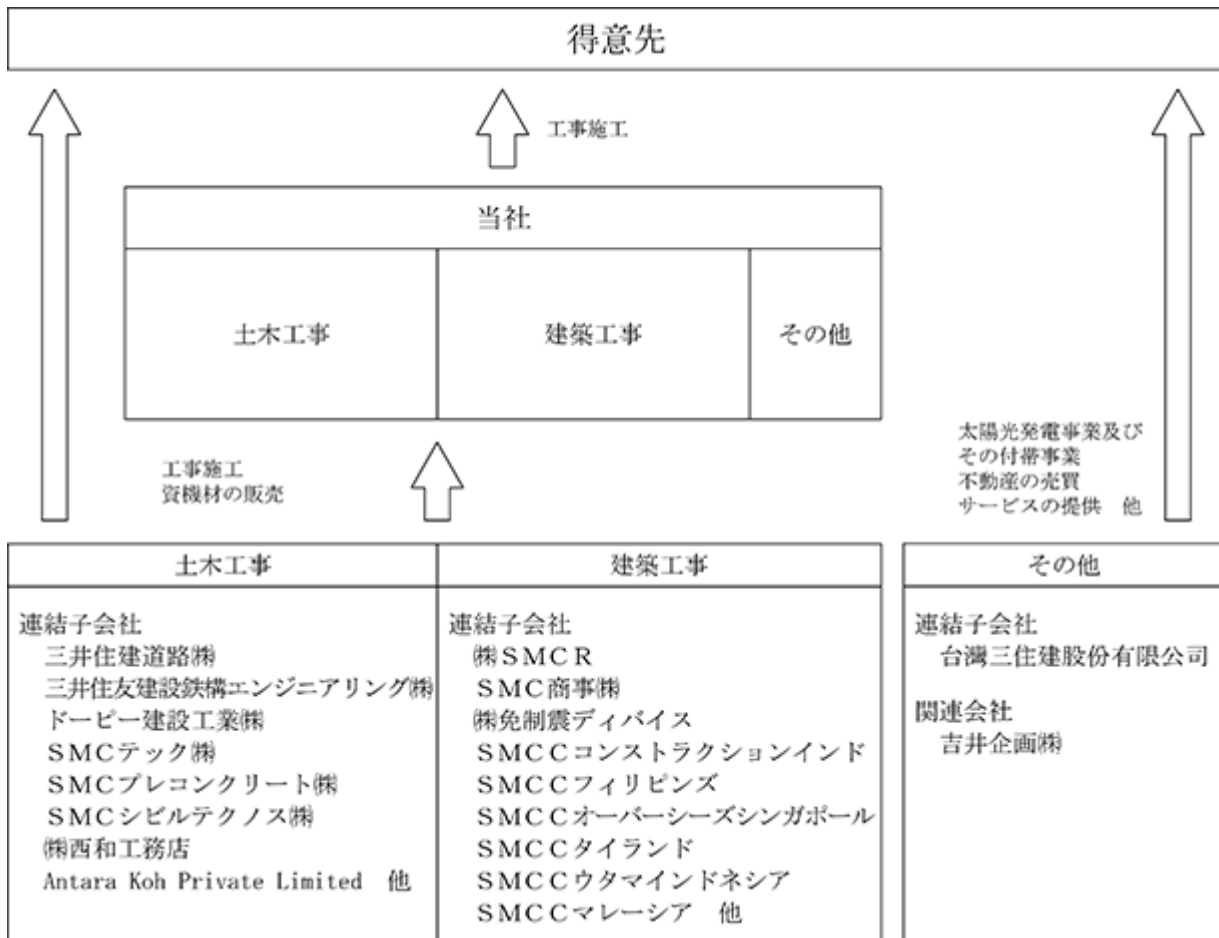 得意先
工事施工
当社
土木工事
建築工事
その他
工事施工
資機材の販売
太陽光発電事業及び
その付帯事業
不動産の売買
サービスの提供　他
土木工事
連結子会社
三井住建道路㈱
三井住友建設鉄構エンジニアリング㈱
ドーピー建設工業㈱
ＳＭＣテック㈱
ＳＭＣプレコンクリート㈱
ＳＭＣシビルテクノス㈱
㈱西和工務店
Antara Koh Private Limited　他
建築工事
連結子会社
㈱ＳＭＣＲ
ＳＭＣ商事㈱
㈱免制震ディバイス
ＳＭＣＣコンストラクションインド
ＳＭＣＣフィリピンズ
ＳＭＣＣオーバーシーズシンガポール
ＳＭＣＣタイランド
ＳＭＣＣウタマインドネシア
ＳＭＣＣマレーシア　他
その他
連結子会社
台灣三住建股份有限公司
関連会社
吉井企画㈱